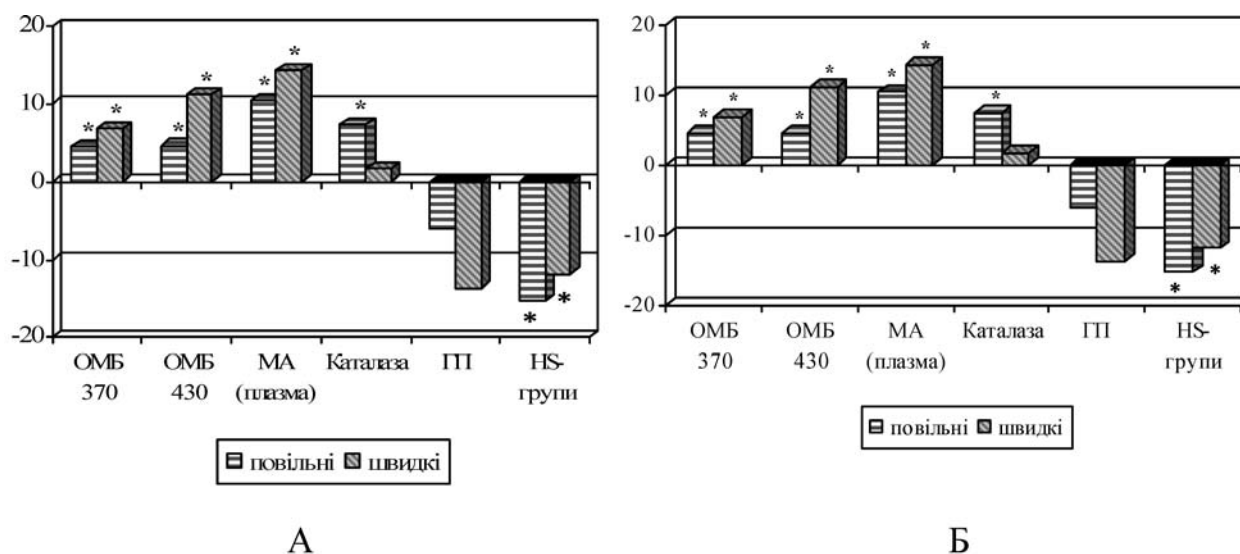 20
10
0
-10
-20
* * * * * * *
* *
ОМБ 370
ОМБ 430
МА (плазма)
Каталаза
ГП
HS-групи
повільні швидкі
А
20
10
0
-10
-20
* * * * * * *
* *
ОМБ 370
ОМБ 430
МА (плазма)
Каталаза
ГП
HS-групи
повільні швидкі
Б